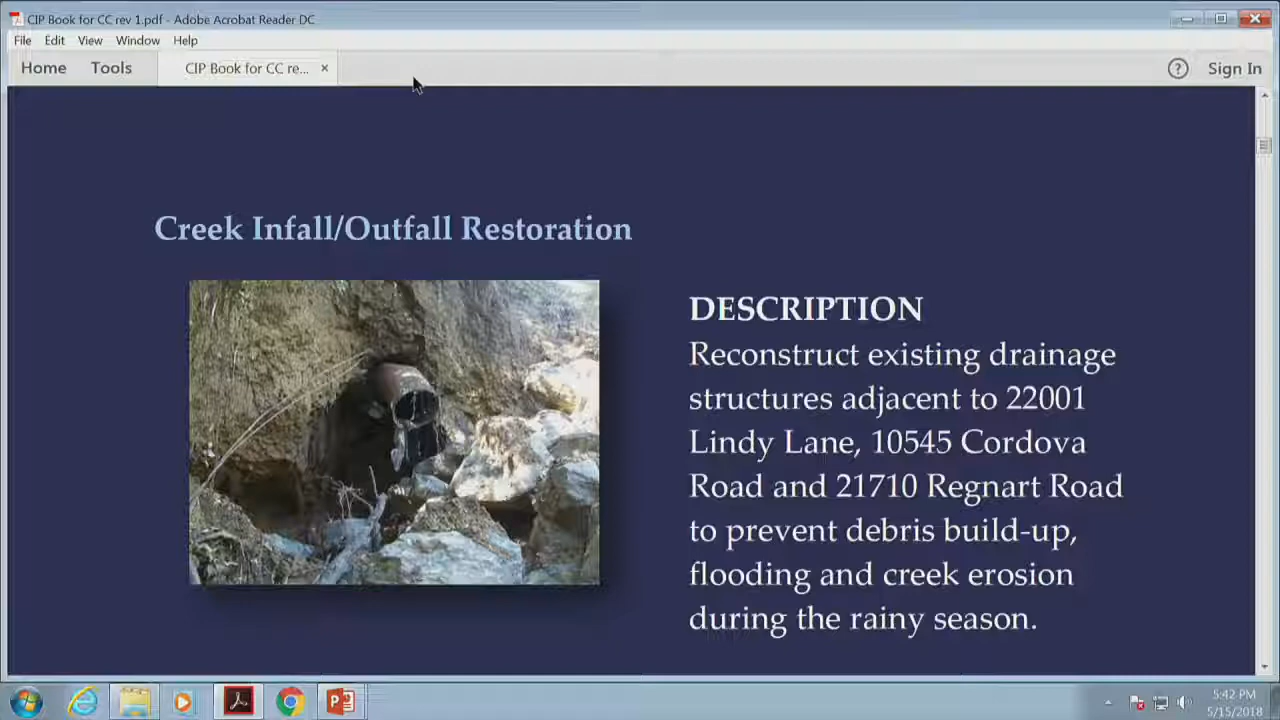 CIP Book for CC rev 1.pdf - Adobe Acrobat Reader DC
File Edit View Window Help
Home Tools CIP Book for CC re... × ? Sign In
Creek Infall/Outfall Restoration
DESCRIPTION
Reconstruct existing drainage
structures adjacent to 22001
Lindy Lane, 10545 Cordova
Road and 21710 Regnart Road
to prevent debris build-up,
flooding and creek erosion
during the rainy season.
5:42 PM
5/15/2018